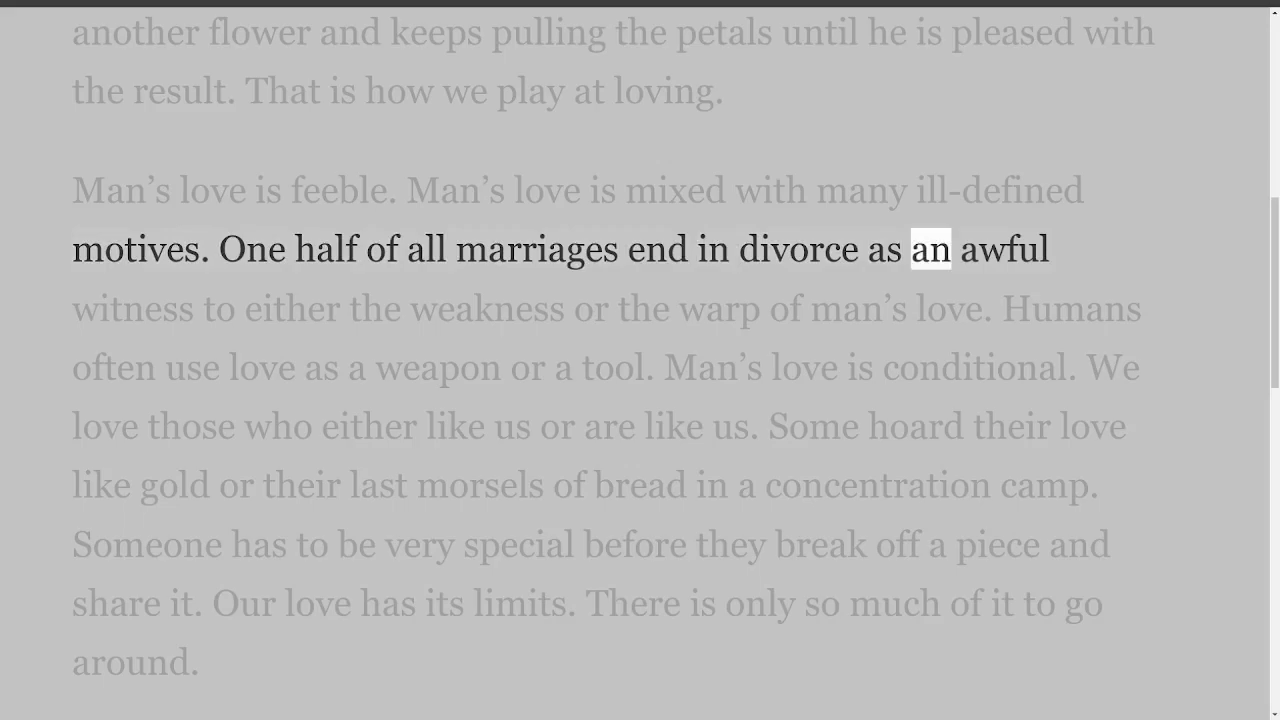 another flower and keeps pulling the petals until he is pleased with
the result. That is how we play at loving.
Man’s love is feeble. Man’s love is mixed with many ill-defined
motives. One half of all marriages end in divorce as an awful
witness to either the weakness or the warp of man’s love. Humans
often use love as a weapon or a tool. Man’s love is conditional. We
love those who either like us or are like us. Some hoard their love
like gold or their last morsels of bread in a concentration camp.
Someone has to be very special before they break off a piece and
share it. Our love has its limits. There is only so much of it to go
around.